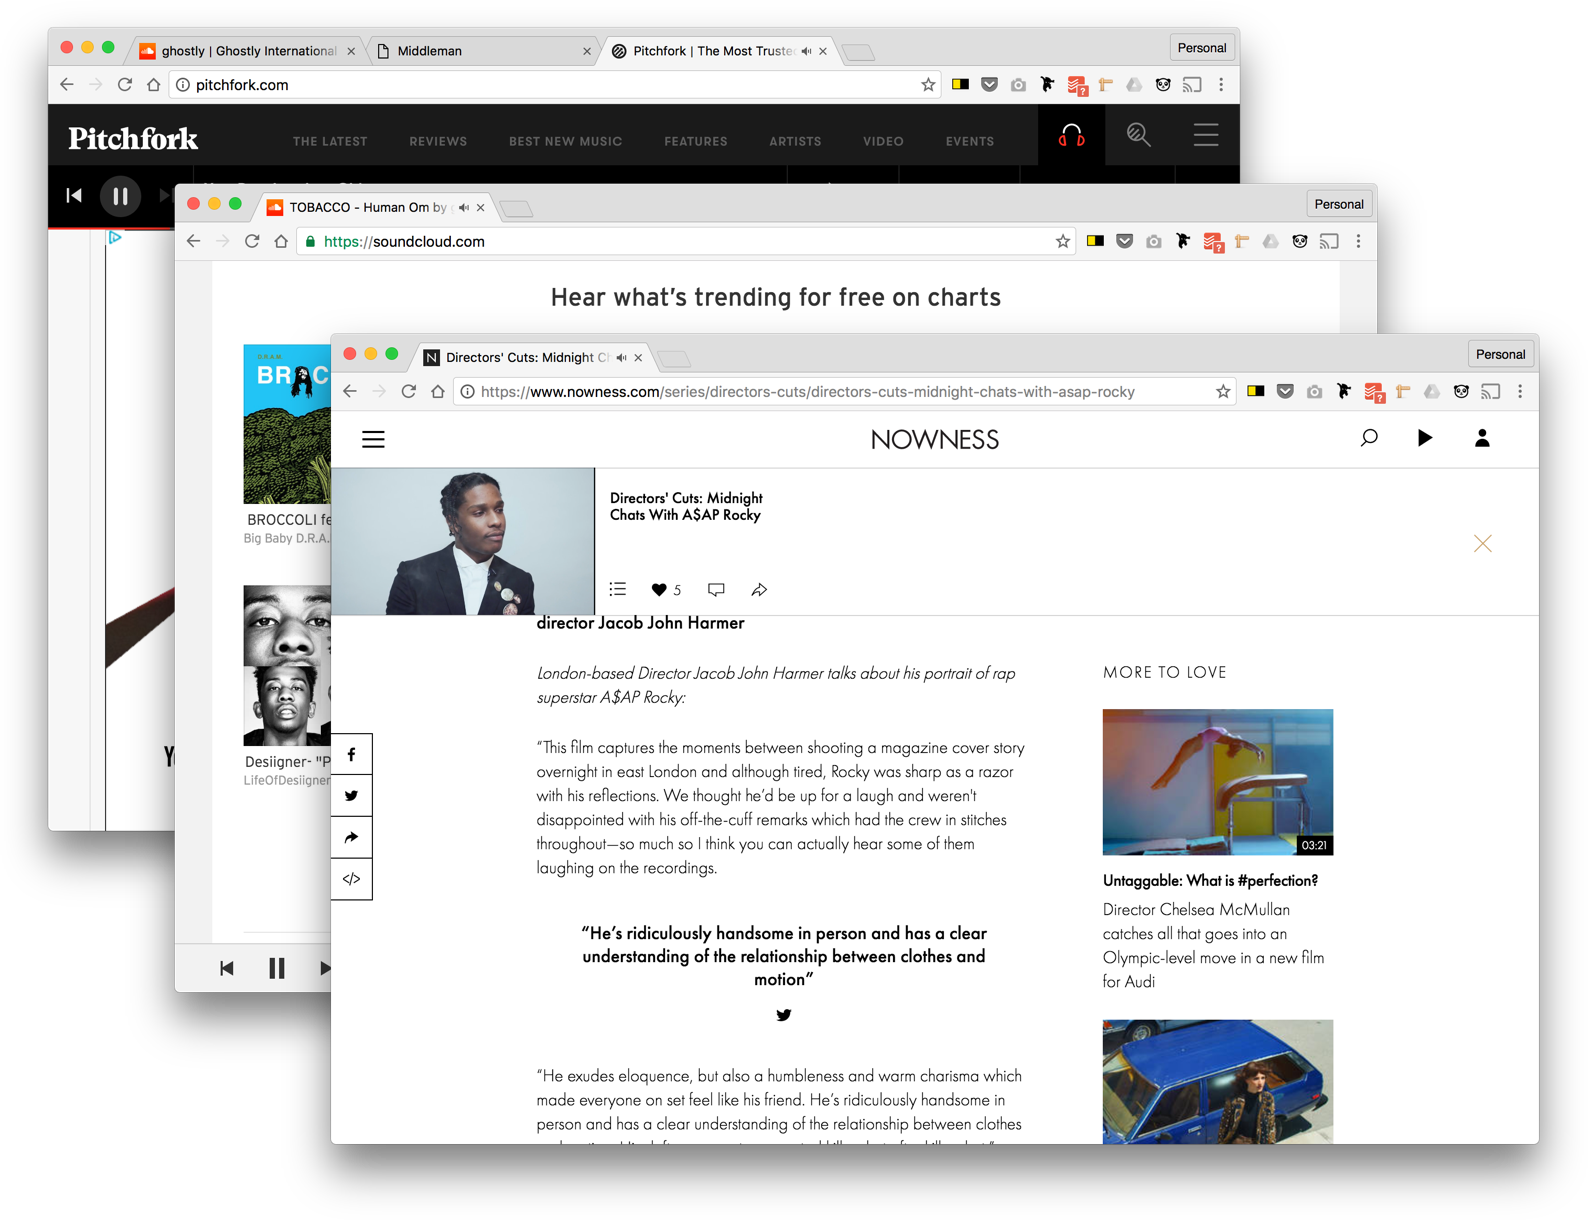 ghostly | Ghostly International
Middleman
Pitchfork | The Most Truste
Personal
pitchfork.com
Pitchfork
THE LATEST
REVIEWS
BEST NEW MUSIC
FEATURES
ARTISTS
VIDEO
EVENTS
TOBACCO - Human Om by
Personal
https://soundcloud.com
Hear what's trending for free on charts
DRAM
BR C
BROCCOLI fe
Big Baby D.R.A.
Desiigner- "P
LifeOfDesiigner
Directors' Cuts: Midnight Ch
Personal
https://www.nowness.com/series/directors-cuts/directors-cuts-midnight-chats-with-asap-rocky
NOWNESS
Directors' Cuts: Midnight
Chats With A$AP Rocky
5
director Jacob John Harmer
London-based Director Jacob John Harmer talks about his portrait of rap
superstar A$AP Rocky:
“This film captures the moments between shooting a magazine cover story
overnight in east London and although tired, Rocky was sharp as a razor
with his reflections. We thought he’d be up for a laugh and weren't
disappointed with his off-the-cuff remarks which had the crew in stitches
throughout—so much so I think you can actually hear some of them
laughing on the recordings.
“He’s ridiculously handsome in person and has a clear
understanding of the relationship between clothes and
motion”
“He exudes eloquence, but also a humbleness and warm charisma which
made everyone on set feel like his friend. He’s ridiculously handsome in
person and has a clear understanding of the relationship between clothes
MORE TO LOVE
03:21
Untaggable: What is #perfection?
Director Chelsea McMullan
catches all that goes into an
Olympic-level move in a new film
for Audi